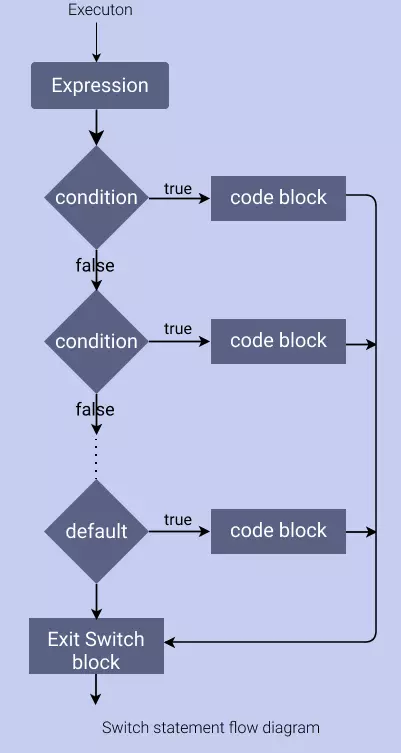 Executon
Expression
condition
true
code block
false
condition
true
code block
false
default
true
code block
Exit Switch
block
Switch statement flow diagram